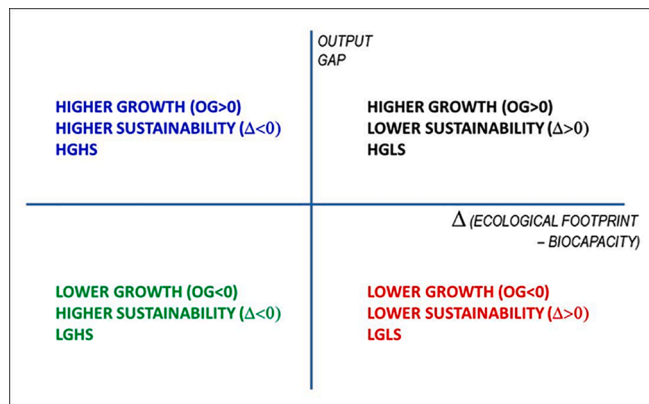 OUTPUT
GAP
HIGHER GROWTH (OG>0)
HIGHER SUSTAINABILITY (Δ<0)
HGHS
HIGHER GROWTH (OG>0)
LOWER SUSTAINABILITY (Δ>0)
HGLS
Δ (ECOLOGICAL FOOTPRINT
– BIOCAPACITY)
LOWER GROWTH (OG<0)
HIGHER SUSTAINABILITY (Δ<0)
LGHS
LOWER GROWTH (OG<0)
LOWER SUSTAINABILITY (Δ>0)
LGLS